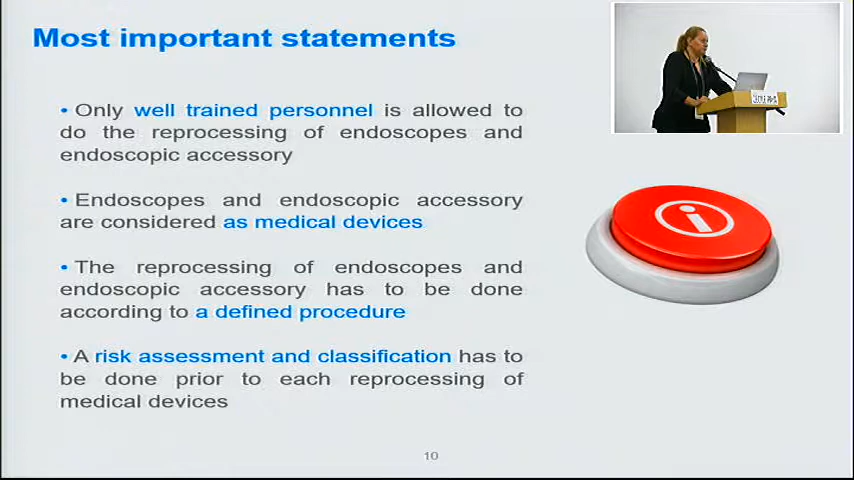 Most important statements
• Only well trained personnel is allowed to
do the reprocessing of endoscopes and
endoscopic accessory
• Endoscopes and endoscopic accessory
are considered as medical devices
• The reprocessing of endoscopes and
endoscopic accessory has to be done
according to a defined procedure
• A risk assessment and classification has to
be done prior to each reprocessing of
medical devices
i
10